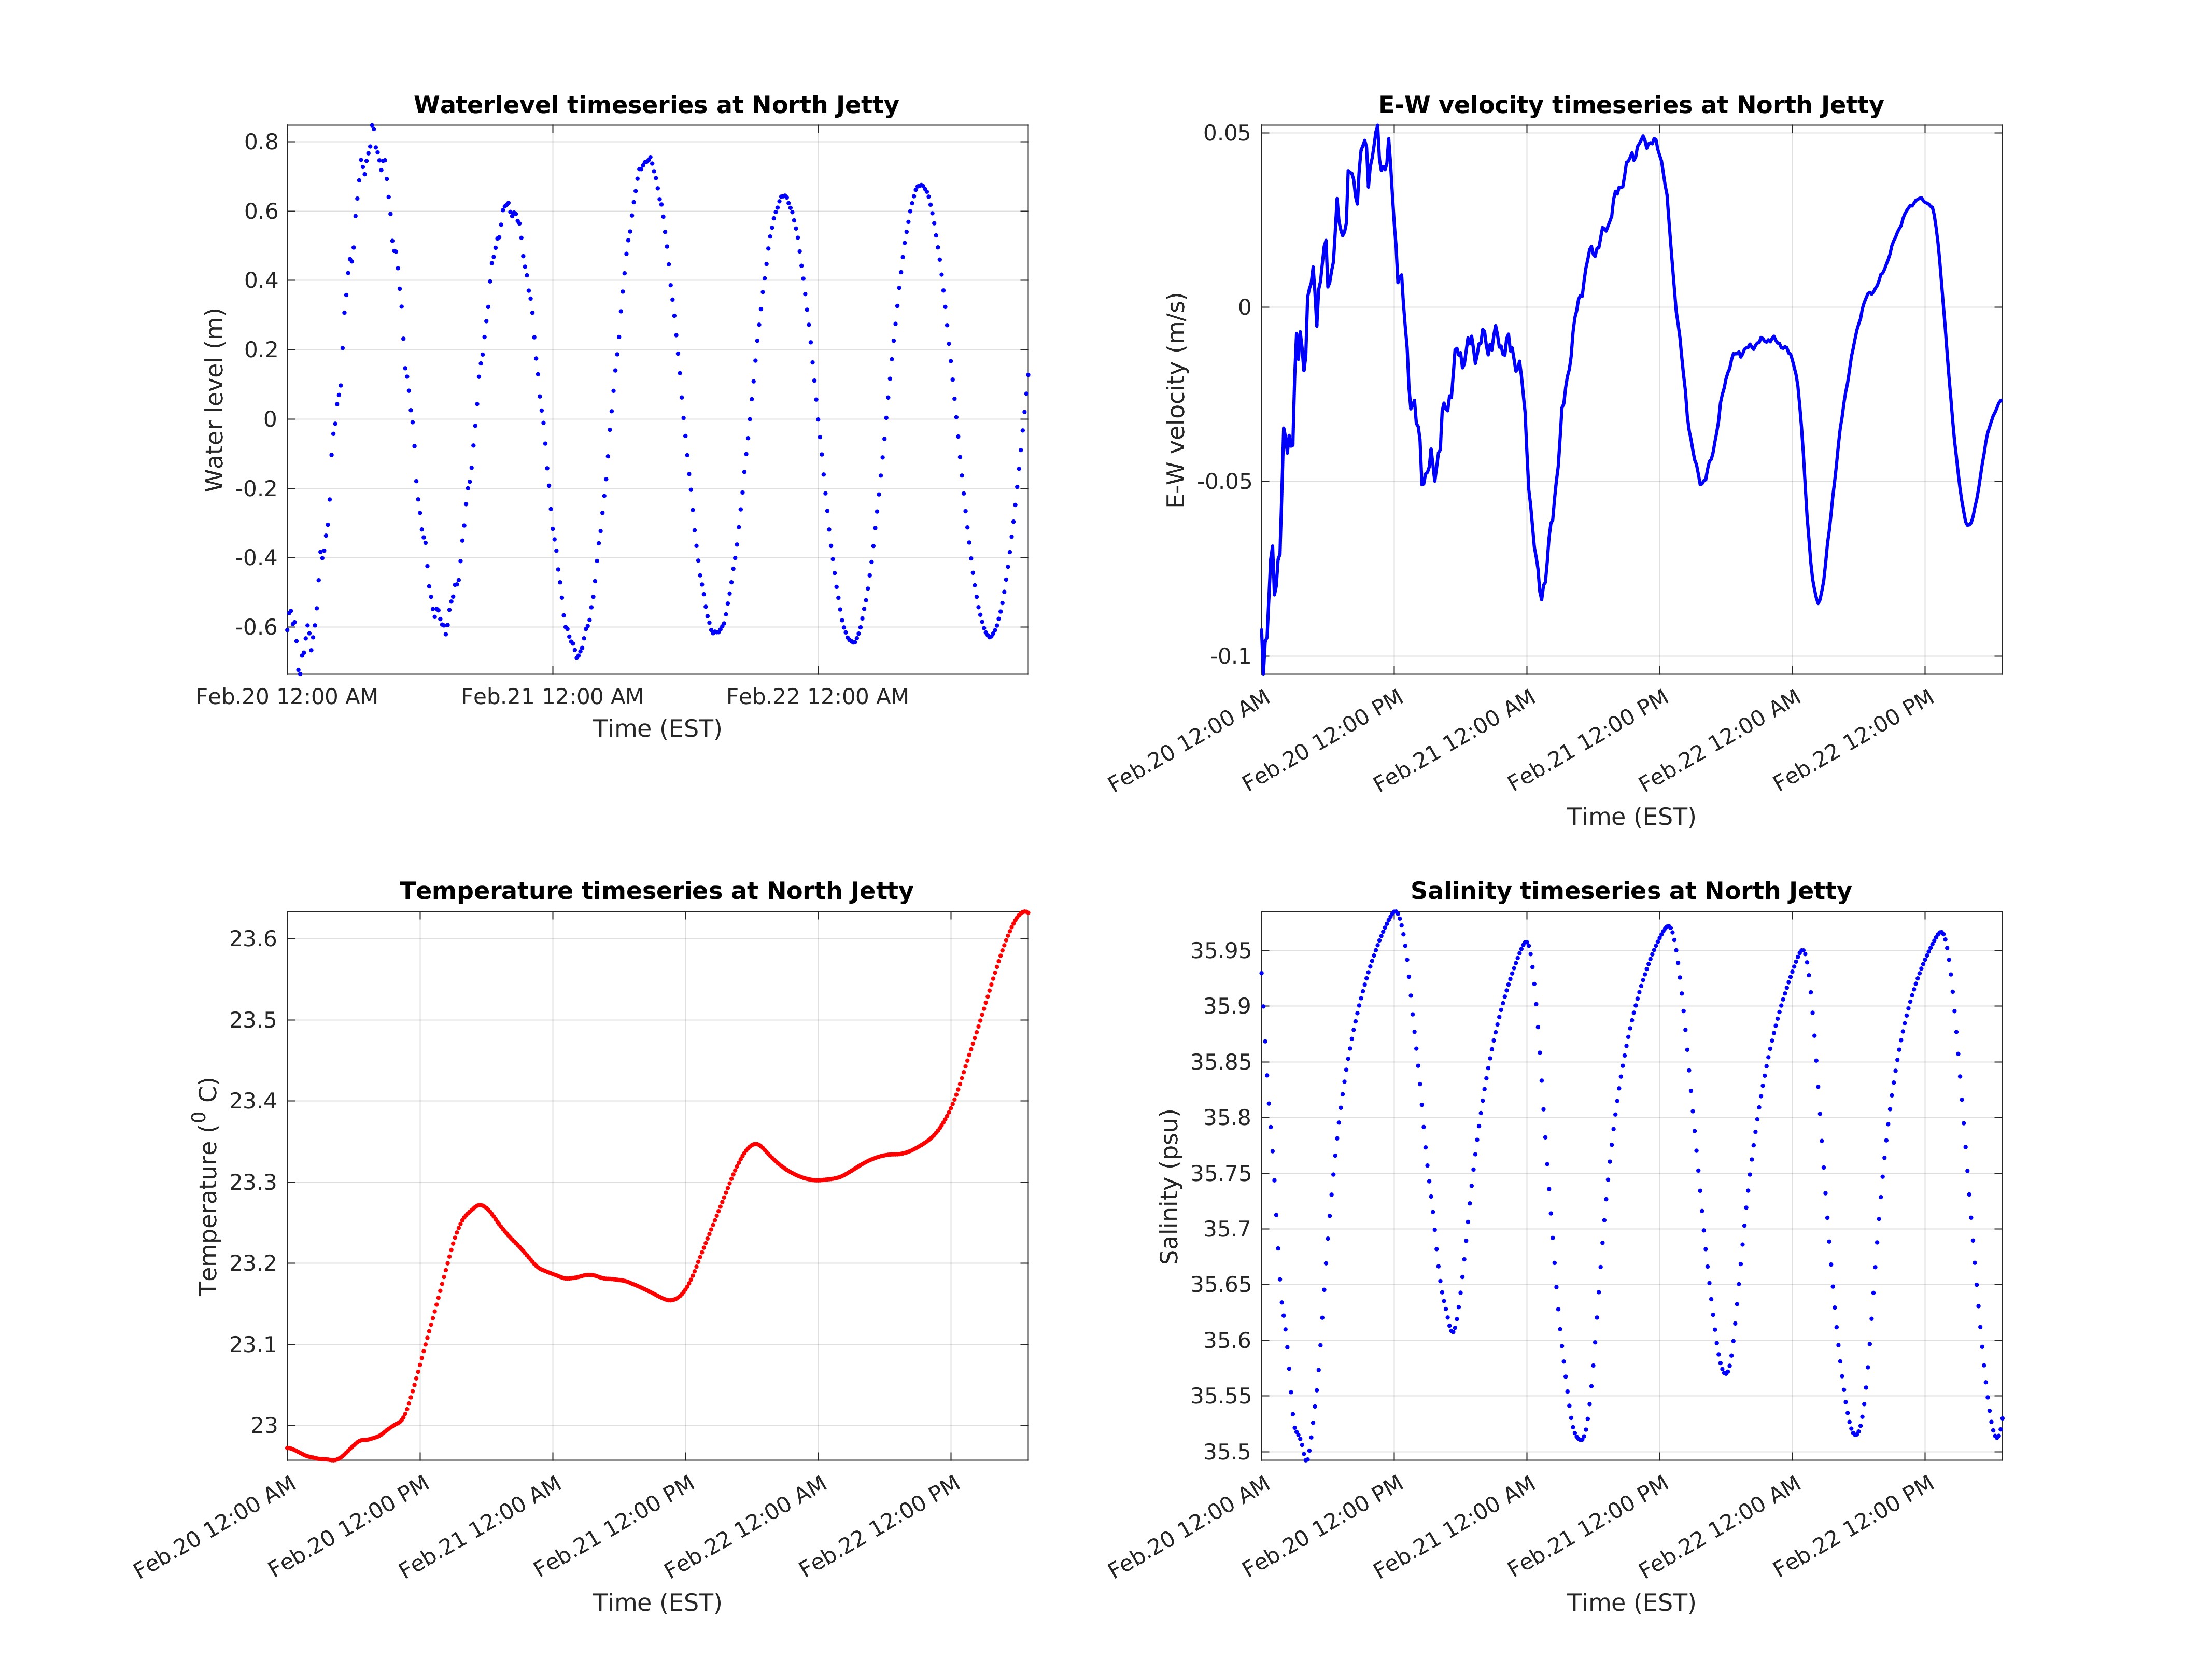 Waterlevel timeseries at North Jetty
0.8
0.6
0.4
0.2
0
-0.2
-0.4
-0.6
Water level (m)
Feb.20 12:00 AM
Feb.21 12:00 AM
Feb.22 12:00 AM
Time (EST)
E-W velocity timeseries at North Jetty
0.05
0
-0.05
-0.1
E-W velocity (m/s)
Feb.20 12:00 AM
Feb.20 12:00 PM
Feb.21 12:00 AM
Feb.21 12:00 PM
Feb.22 12:00 AM
Feb.22 12:00 PM
Time (EST)
Temperature timeseries at North Jetty
23.6
23.5
23.4
23.3
23.2
23.1
23
Temperature (⁰ C)
Feb.20 12:00 AM
Feb.20 12:00 PM
Feb.21 12:00 AM
Feb.21 12:00 PM
Feb.22 12:00 AM
Feb.22 12:00 PM
Time (EST)
Salinity timeseries at North Jetty
35.95
35.9
35.85
35.8
35.75
35.7
35.65
35.6
35.55
35.5
Salinity (psu)
Feb.20 12:00 AM
Feb.20 12:00 PM
Feb.21 12:00 AM
Feb.21 12:00 PM
Feb.22 12:00 AM
Feb.22 12:00 PM
Time (EST)